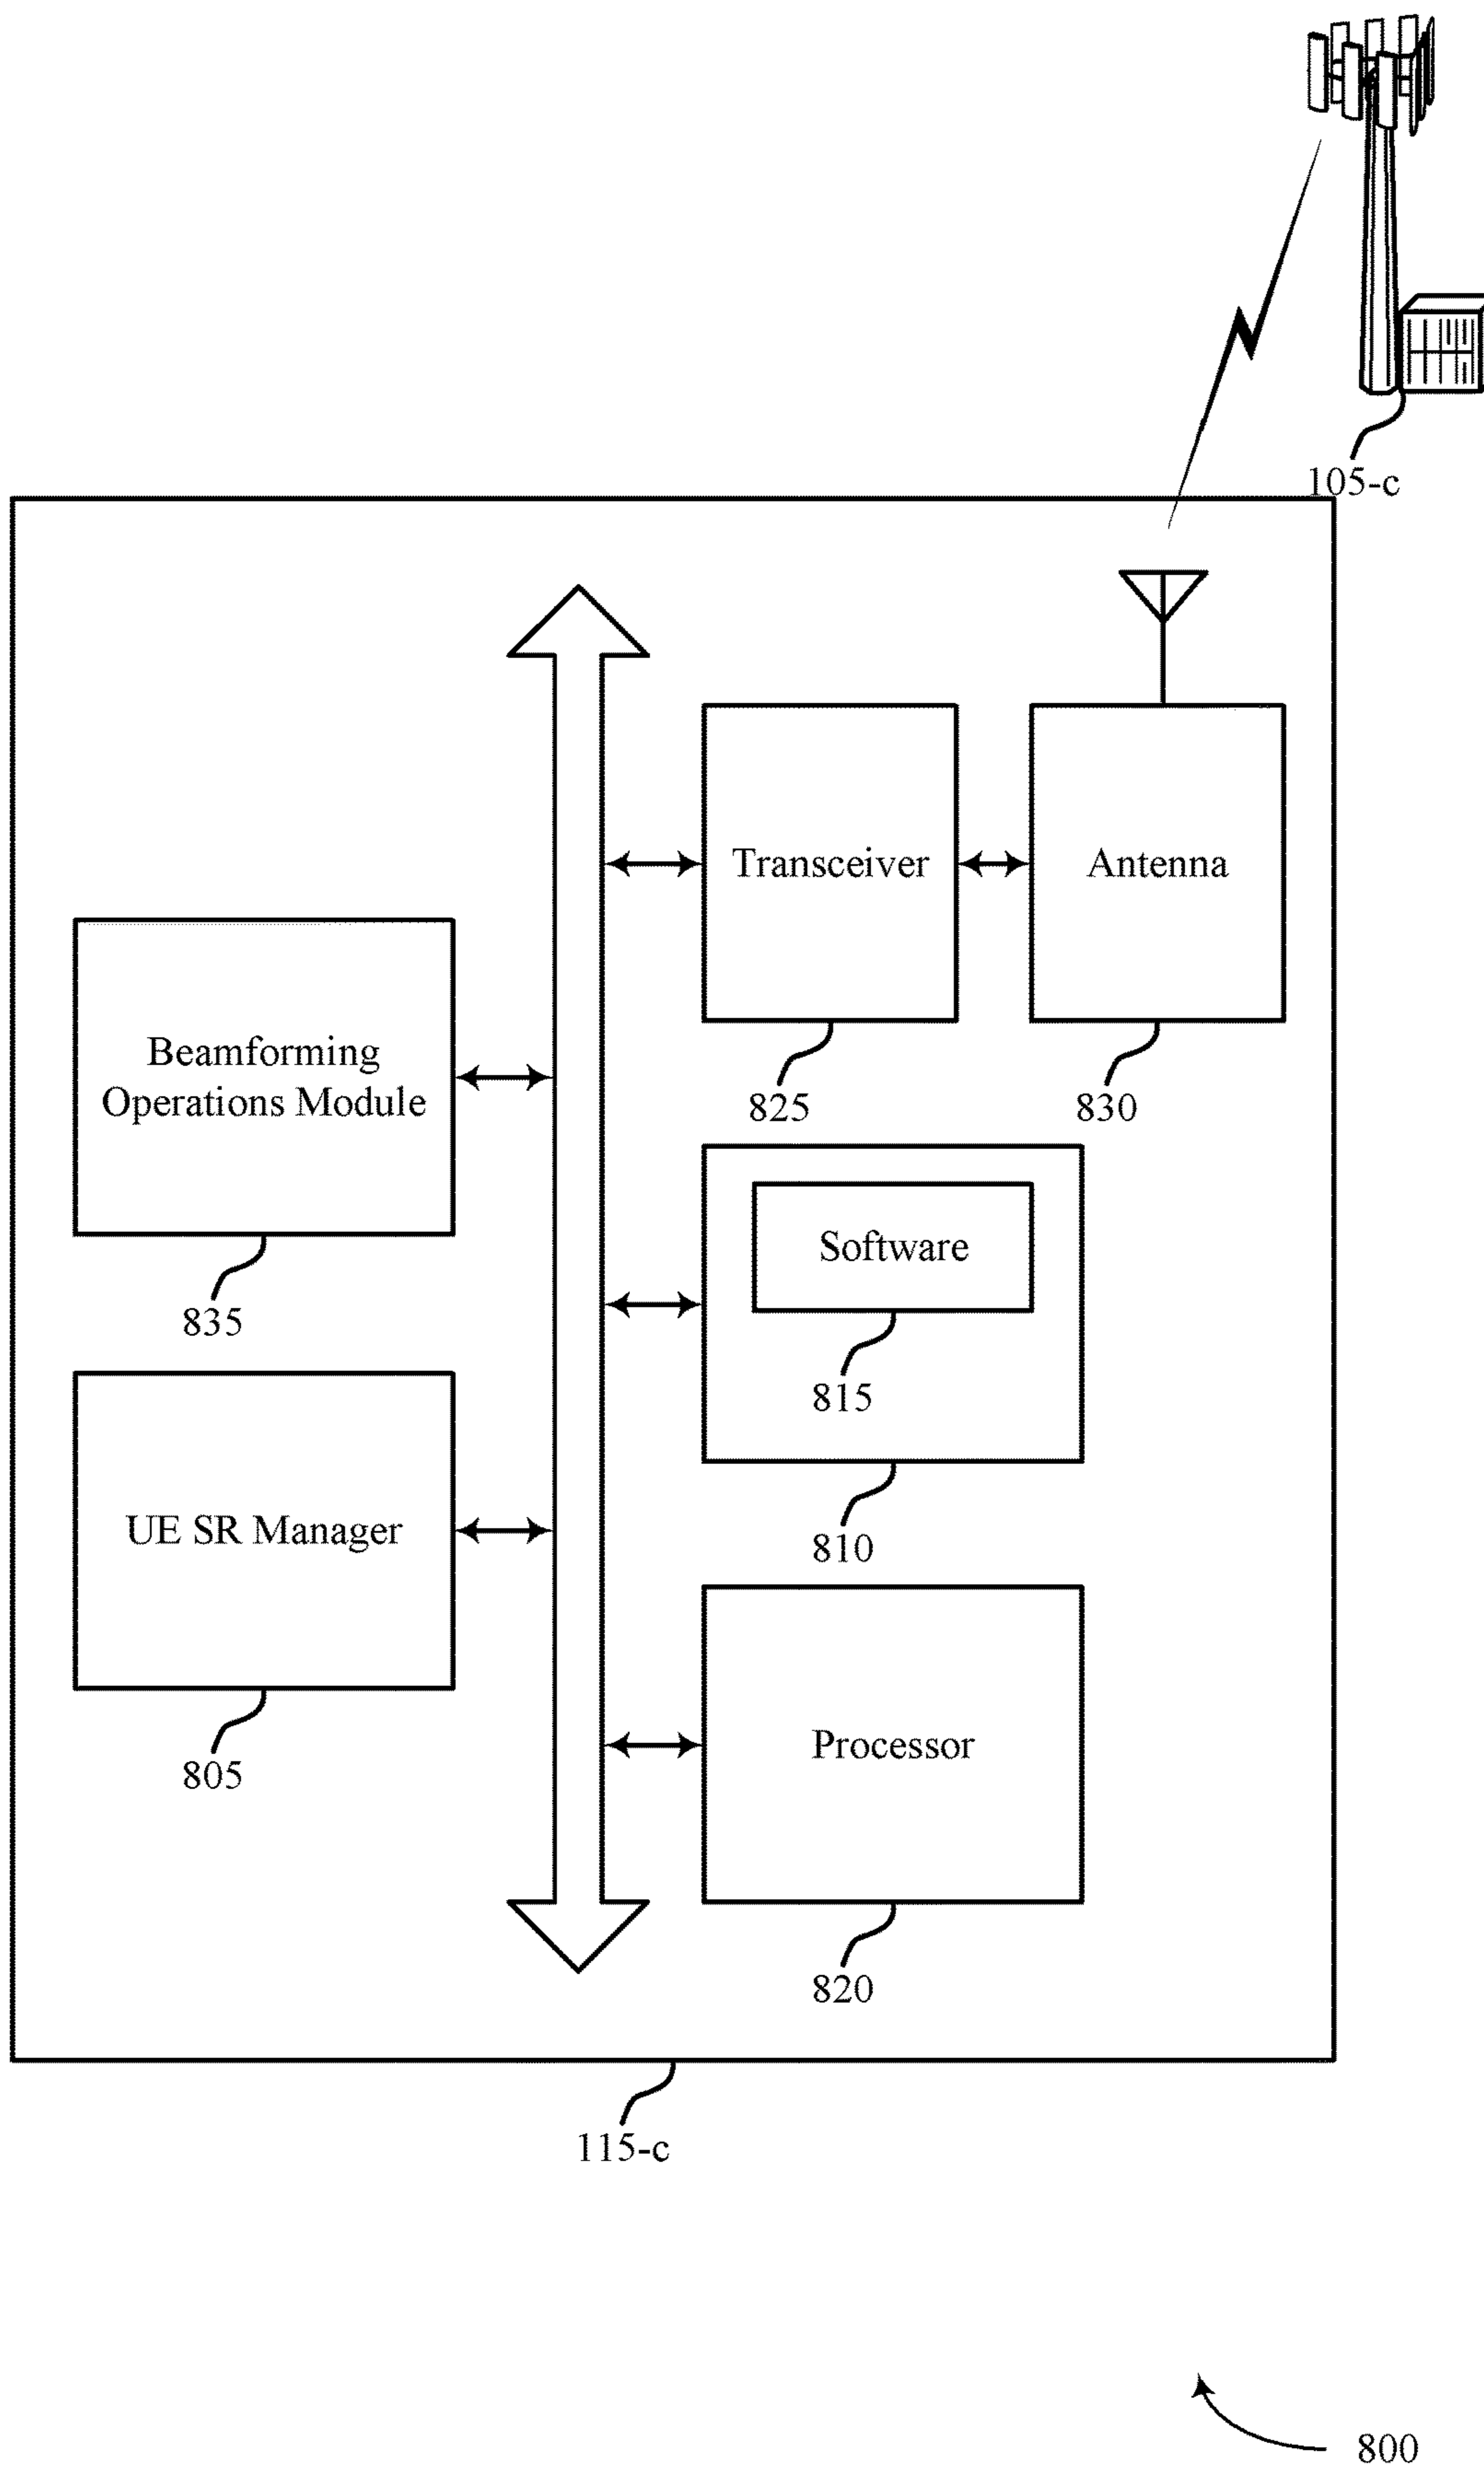 105-c
Transceiver
Antenna
825
830
Beamforming
Operations Module
835
Software
815
810
UE SR Manager
805
Processor
820
115-c
800